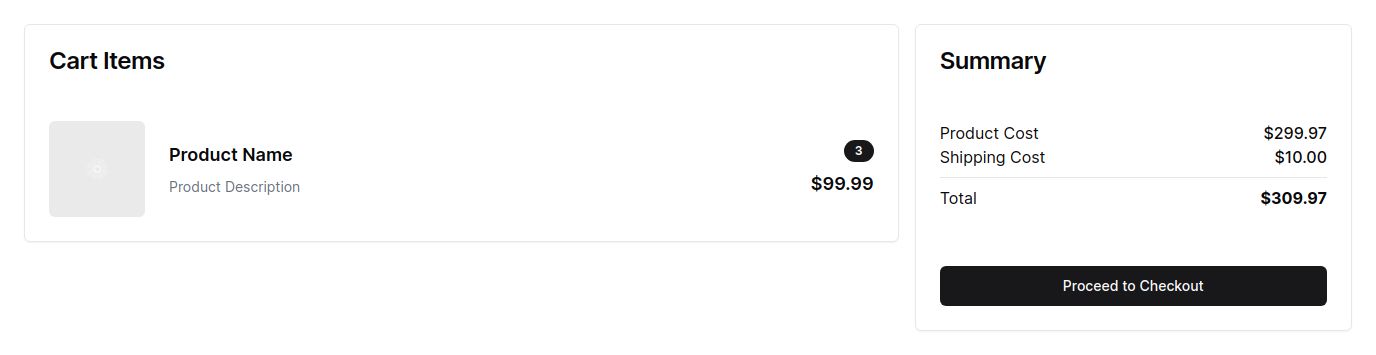 Cart Items
Product Name
Product Description
3
$99.99
Summary
Product Cost $299.97
Shipping Cost $10.00
Total $309.97
Proceed to Checkout